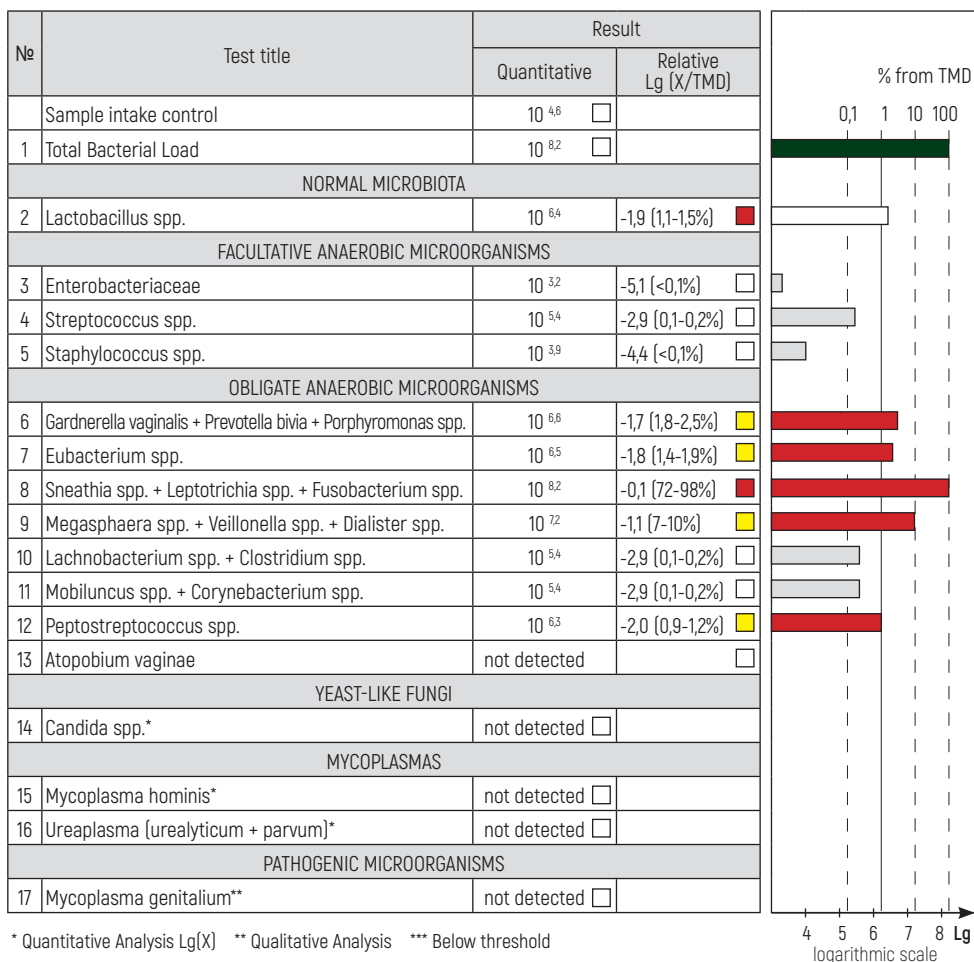 № Test title Result
Quantitative Relative Lg (X/TMD)
% from TMD
0,1 1 10 100
Sample intake control 10 4,6
1 Total Bacterial Load 10 8,2
NORMAL MICROBIOTA
2 Lactobacillus spp. 10 6,4 -1,9 (1,1-1,5%)
FACULTATIVE ANAEROBIC MICROORGANISMS
3 Enterobacteriaceae 10 3,2 -5,1 (<0,1%)
4 Streptococcus spp. 10 5,4 -2,9 (0,1-0,2%)
5 Staphylococcus spp. 10 3,9 -4,4 (<0,1%)
OBLIGATE ANAEROBIC MICROORGANISMS
6 Gardnerella vaginalis + Prevotella bivia + Porphyromonas spp. 10 6,6 -1,7 (1,8-2,5%)
7 Eubacterium spp. 10 6,5 -1,8 (1,4-1,9%)
8 Sneathia spp. + Leptotrichia spp. + Fusobacterium spp. 10 8,2 -0,1 (72-98%)
9 Megasphaera spp. + Veillonella spp. + Dialister spp. 10 7,2 -1,1 (7-10%)
10 Lachnobacterium spp. + Clostridium spp. 10 5,4 -2,9 (0,1-0,2%)
11 Mobiluncus spp. + Corynebacterium spp. 10 5,4 -2,9 (0,1-0,2%)
12 Peptostreptococcus spp. 10 6,3 -2,0 (0,9-1,2%)
13 Atopobium vaginae not detected
YEAST-LIKE FUNGI
14 Candida spp.* not detected
MYCOPLASMAS
15 Mycoplasma hominis* not detected
16 Ureaplasma (urealyticum + parvum)* not detected
PATHOGENIC MICROORGANISMS
17 Mycoplasma genitalium** not detected
4 5 6 7 8 Lg
logarithmic scale
* Quantitative Analysis Lg(X) ** Qualitative Analysis *** Below threshold